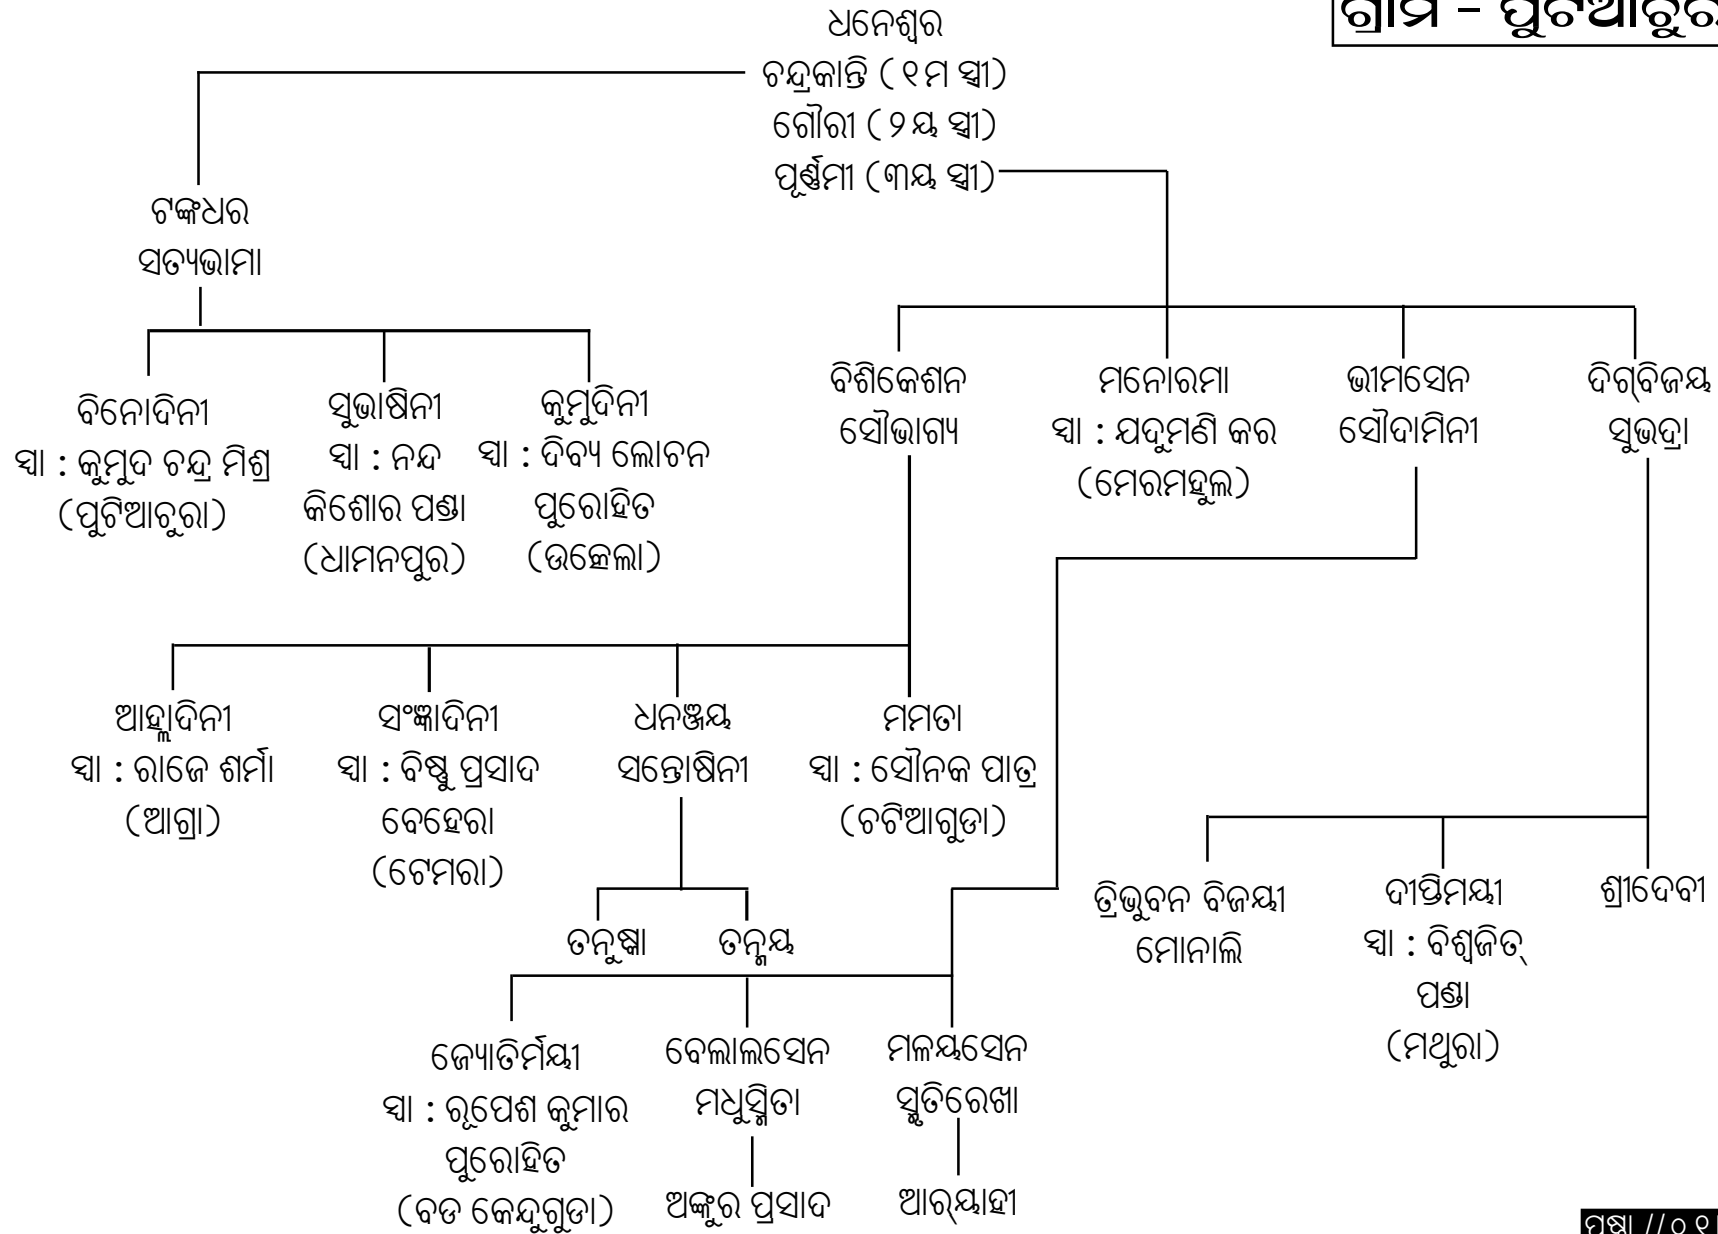 ଗ୍ରାମ - ପୁଟିଆଚୁରା
ଧନେଶ୍ୱର
ଚନ୍ଦ୍ରକାନ୍ତି (୧ମ ସ୍ତ୍ରୀ)
ଗୌରୀ (୨ୟ ସ୍ତ୍ରୀ)
ପୂର୍ଣ୍ଣମୀ (୩ୟ ସ୍ତ୍ରୀ)
ଟଙ୍କଧର
ସତ୍ୟଭାମା
ବିନୋଦିନୀ
ସ୍ୱା : କୁମୁଦ ଚନ୍ଦ୍ର ମିଶ୍ର
(ପୁଟିଆଚୁରା)
ସୁଭାଷିନୀ
ସ୍ୱା : ନନ୍ଦ
କିଶୋର ପଣ୍ଡା
(ଧାମନପୁର)
କୁମୁଦିନୀ
ସ୍ୱା : ଦିବ୍ୟ ଲୋଚନ
ପୁରୋହିତ
(ଉକ୍ଲେଲା)
ବିଶିକେଶନ
ସୌଭାଗ୍ୟ
ମନୋରମା
ସ୍ୱା : ଯଦୁମଣି କର
(ମେରମହୁଲ)
ଭୀମସେନ
ସୌଦାମିନୀ
ଦିଗ୍‌ବିଜୟ
ସୁଭଦ୍ରା
ଆହ୍ଲାଦିନୀ
ସ୍ୱା : ରାଜେ ଶର୍ମା
(ଆଗ୍ରା)
ସଂଜ୍ଞାଦିନୀ
ସ୍ୱା : ବିଷ୍ଣୁ ପ୍ରସାଦ
ବେହେରା
(ଟେମରା)
ଧନଞ୍ଜୟ
ସନ୍ତୋଷିନୀ
ମମତା
ସ୍ୱା : ସୌନକ ପାତ୍ର
(ଚଟିଆଗୁଡା)
ତନୁଷ୍କା
ତନ୍ମୟ
ତ୍ରିଭୁବନ ବିଜୟୀ
ମୋନାଲି
ଦୀପ୍ତିମୟୀ
ସ୍ୱା : ବିଶ୍ୱଜିତ୍
ପଣ୍ଡା
(ମଥୁରା)
ଶ୍ରୀଦେବୀ
ଜ୍ୟୋତିର୍ମୟୀ
ସ୍ୱା : ରୂପେଶ କୁମାର
ପୁରୋହିତ
(ବଡ କେନ୍ଦୁଗୁଡା)
ବେଲାଲସେନ
ମଧୁସ୍ମିତା
ଅଙ୍କୁର ପ୍ରସାଦ
ମଳୟସେନ
ସ୍ମୃତିରେଖା
ଆର୍‌ୟାହୀ
ପୃଷ୍ଠା //୦୧